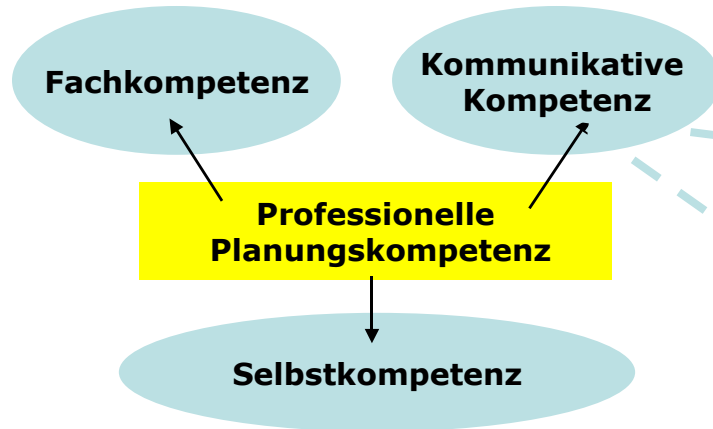 Fachkompetenz
Kommunikative
Kompetenz
Professionelle
Planungskompetenz
Selbstkompetenz